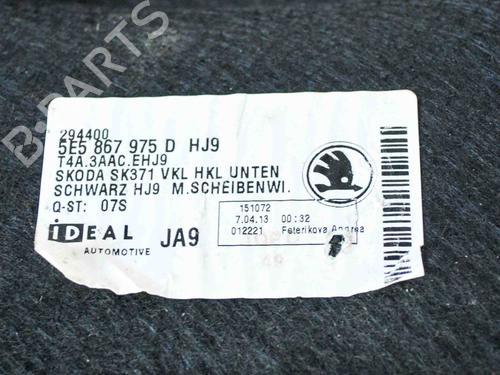 B-PARTS
294400
5E5 867 975 D HJ9
T4A.3AAC.EHJ9
SKODA SK371 VKL HKL UNTEN
SCHWARZ HJ9 M.SCHEIBENWI.
Q-ST: 07S
iDEAL
AUTOMOTIVE
JA9
151072
7.04.13 00:32
012221 Feterikova Andrea